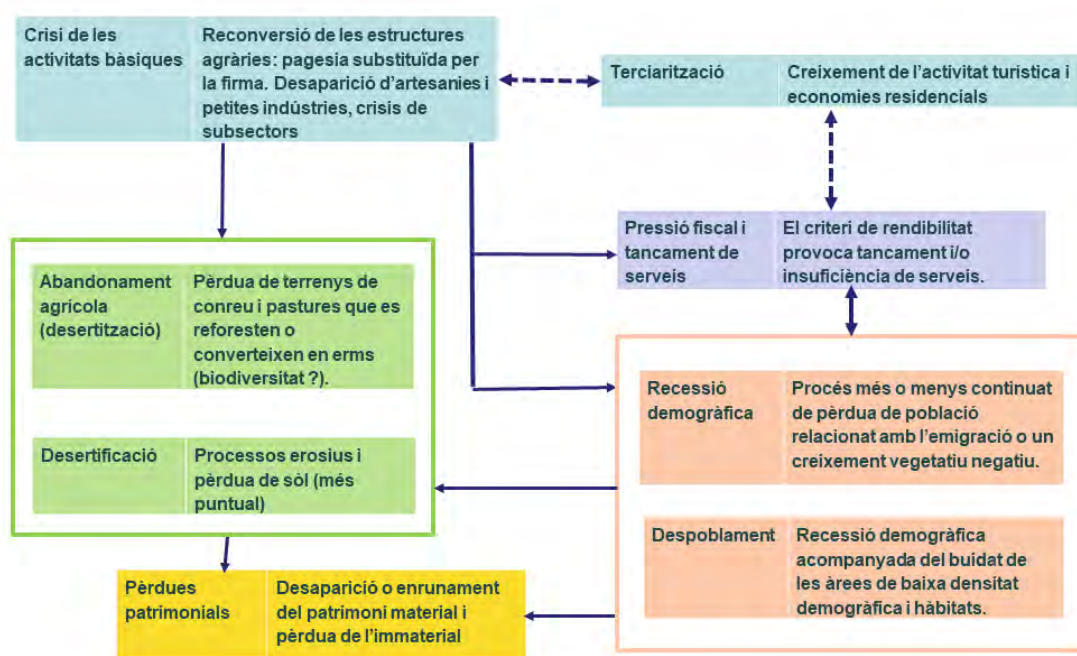 Crisi de les
activitats bàsiques
Reconversió de les estructures
agràries: pagesia substituïda per
la firma. Desaparició d'artesanies i
petites indústries, crisis de
subsectors
Terciarització
Creixement de l'activitat turística i
economies residencials
Pressió fiscal i
tancament de
serveis
El criteri de rendibilitat
provoca tancament i/o
insuficiència de serveis.
Abandonament
agrícola
(desertització)
Pèrdua de terrenys de
conreu i pastures que es
reforesten o
converteixen en erms
(biodiversitat ?).
Recessió
demogràfica
Procés més o menys continuat
de pèrdua de població
relacionat amb l'emigració o un
creixement vegetatiu negatiu.
Desertificació
Processos erosius i
pèrdua de sòl (més
puntual)
Despoblament
Recessió demogràfica
acompanyada del buidat de
les àrees de baixa densitat
demogràfica i hàbitats.
Pèrdues
patrimonials
Desaparició o enrunament
del patrimoni material i
pèrdua de l'immaterial